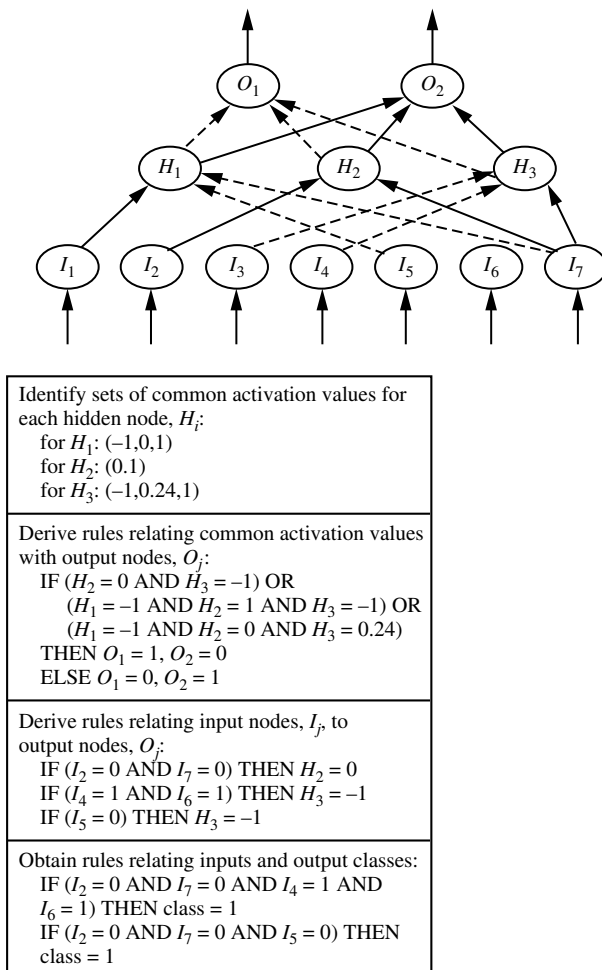 O1 O2
H1 H2 H3
I1 I2 I3 I4 I5 I6 I7
Identify sets of common activation values for
each hidden node, Hi:
for H1: (–1,0,1)
for H2: (0.1)
for H3: (–1,0.24,1)
Derive rules relating common activation values
with output nodes, Oj:
IF (H2 = 0 AND H3 = –1) OR
(H1 = –1 AND H2 = 1 AND H3 = –1) OR
(H1 = –1 AND H2 = 0 AND H3 = 0.24)
THEN O1 = 1, O2 = 0
ELSE O1 = 0, O2 = 1
Derive rules relating input nodes, Ij, to
output nodes, Oj:
IF (I2 = 0 AND I7 = 0) THEN H2 = 0
IF (I4 = 1 AND I6 = 1) THEN H3 = –1
IF (I5 = 0) THEN H3 = –1
Obtain rules relating inputs and output classes:
IF (I2 = 0 AND I7 = 0 AND I4 = 1 AND
I6 = 1) THEN class = 1
IF (I2 = 0 AND I7 = 0 AND I5 = 0) THEN
class = 1